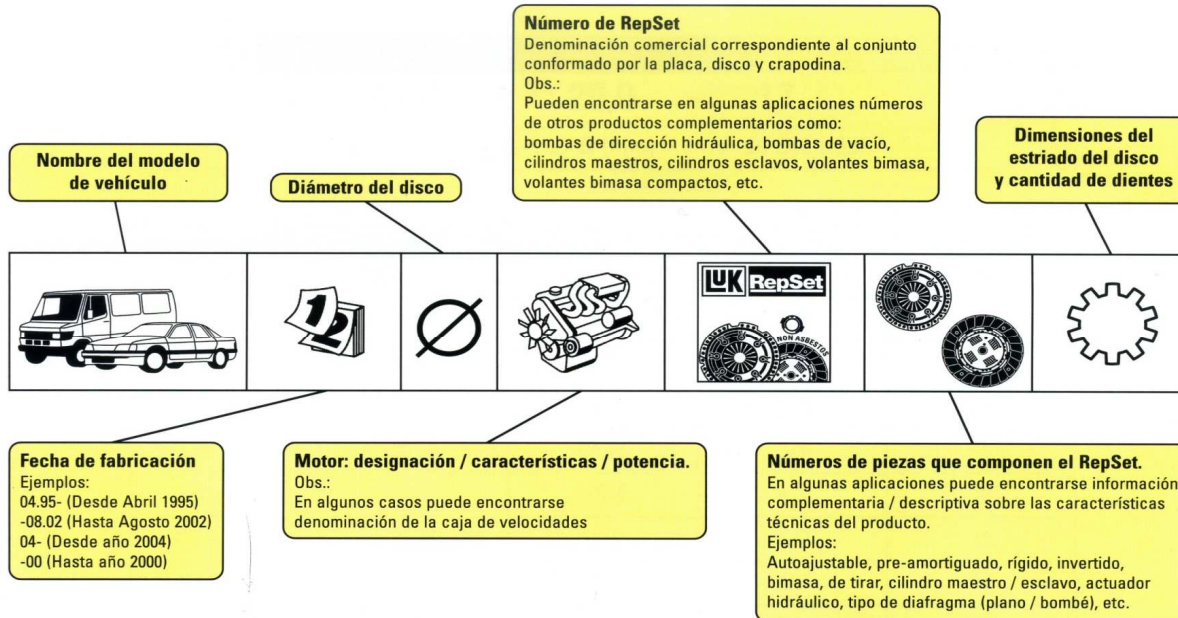 Número de RepSet
Denominación comercial correspondiente al conjunto
conformado por la placa, disco y crapodina.
Obs.:
Pueden encontrarse en algunas aplicaciones números
de otros productos complementarios como:
bombas de dirección hidráulica, bombas de vacío,
cilindros maestros, cilindros esclavos, volantes bimasa,
volantes bimasa compactos, etc.
Nombre del modelo
de vehículo
Diámetro del disco
Dimensiones del
estriado del disco
y cantidad de dientes
1
2
LUK RepSet
NON ASBESTOS
Fecha de fabricación
Ejemplos:
04.95- (Desde Abril 1995)
-08.02 (Hasta Agosto 2002)
04- (Desde año 2004)
-00 (Hasta año 2000)
Motor: designación / características / potencia.
Obs.:
En algunos casos puede encontrarse
denominación de la caja de velocidades
Números de piezas que componen el RepSet.
En algunas aplicaciones puede encontrarse información
complementaria / descriptiva sobre las características
técnicas del producto.
Ejemplos:
Autoajustable, pre-amortiguado, rígido, invertido,
bimasa, de tirar, cilindro maestro / esclavo, actuador
hidráulico, tipo de diafragma (plano / bombé), etc.